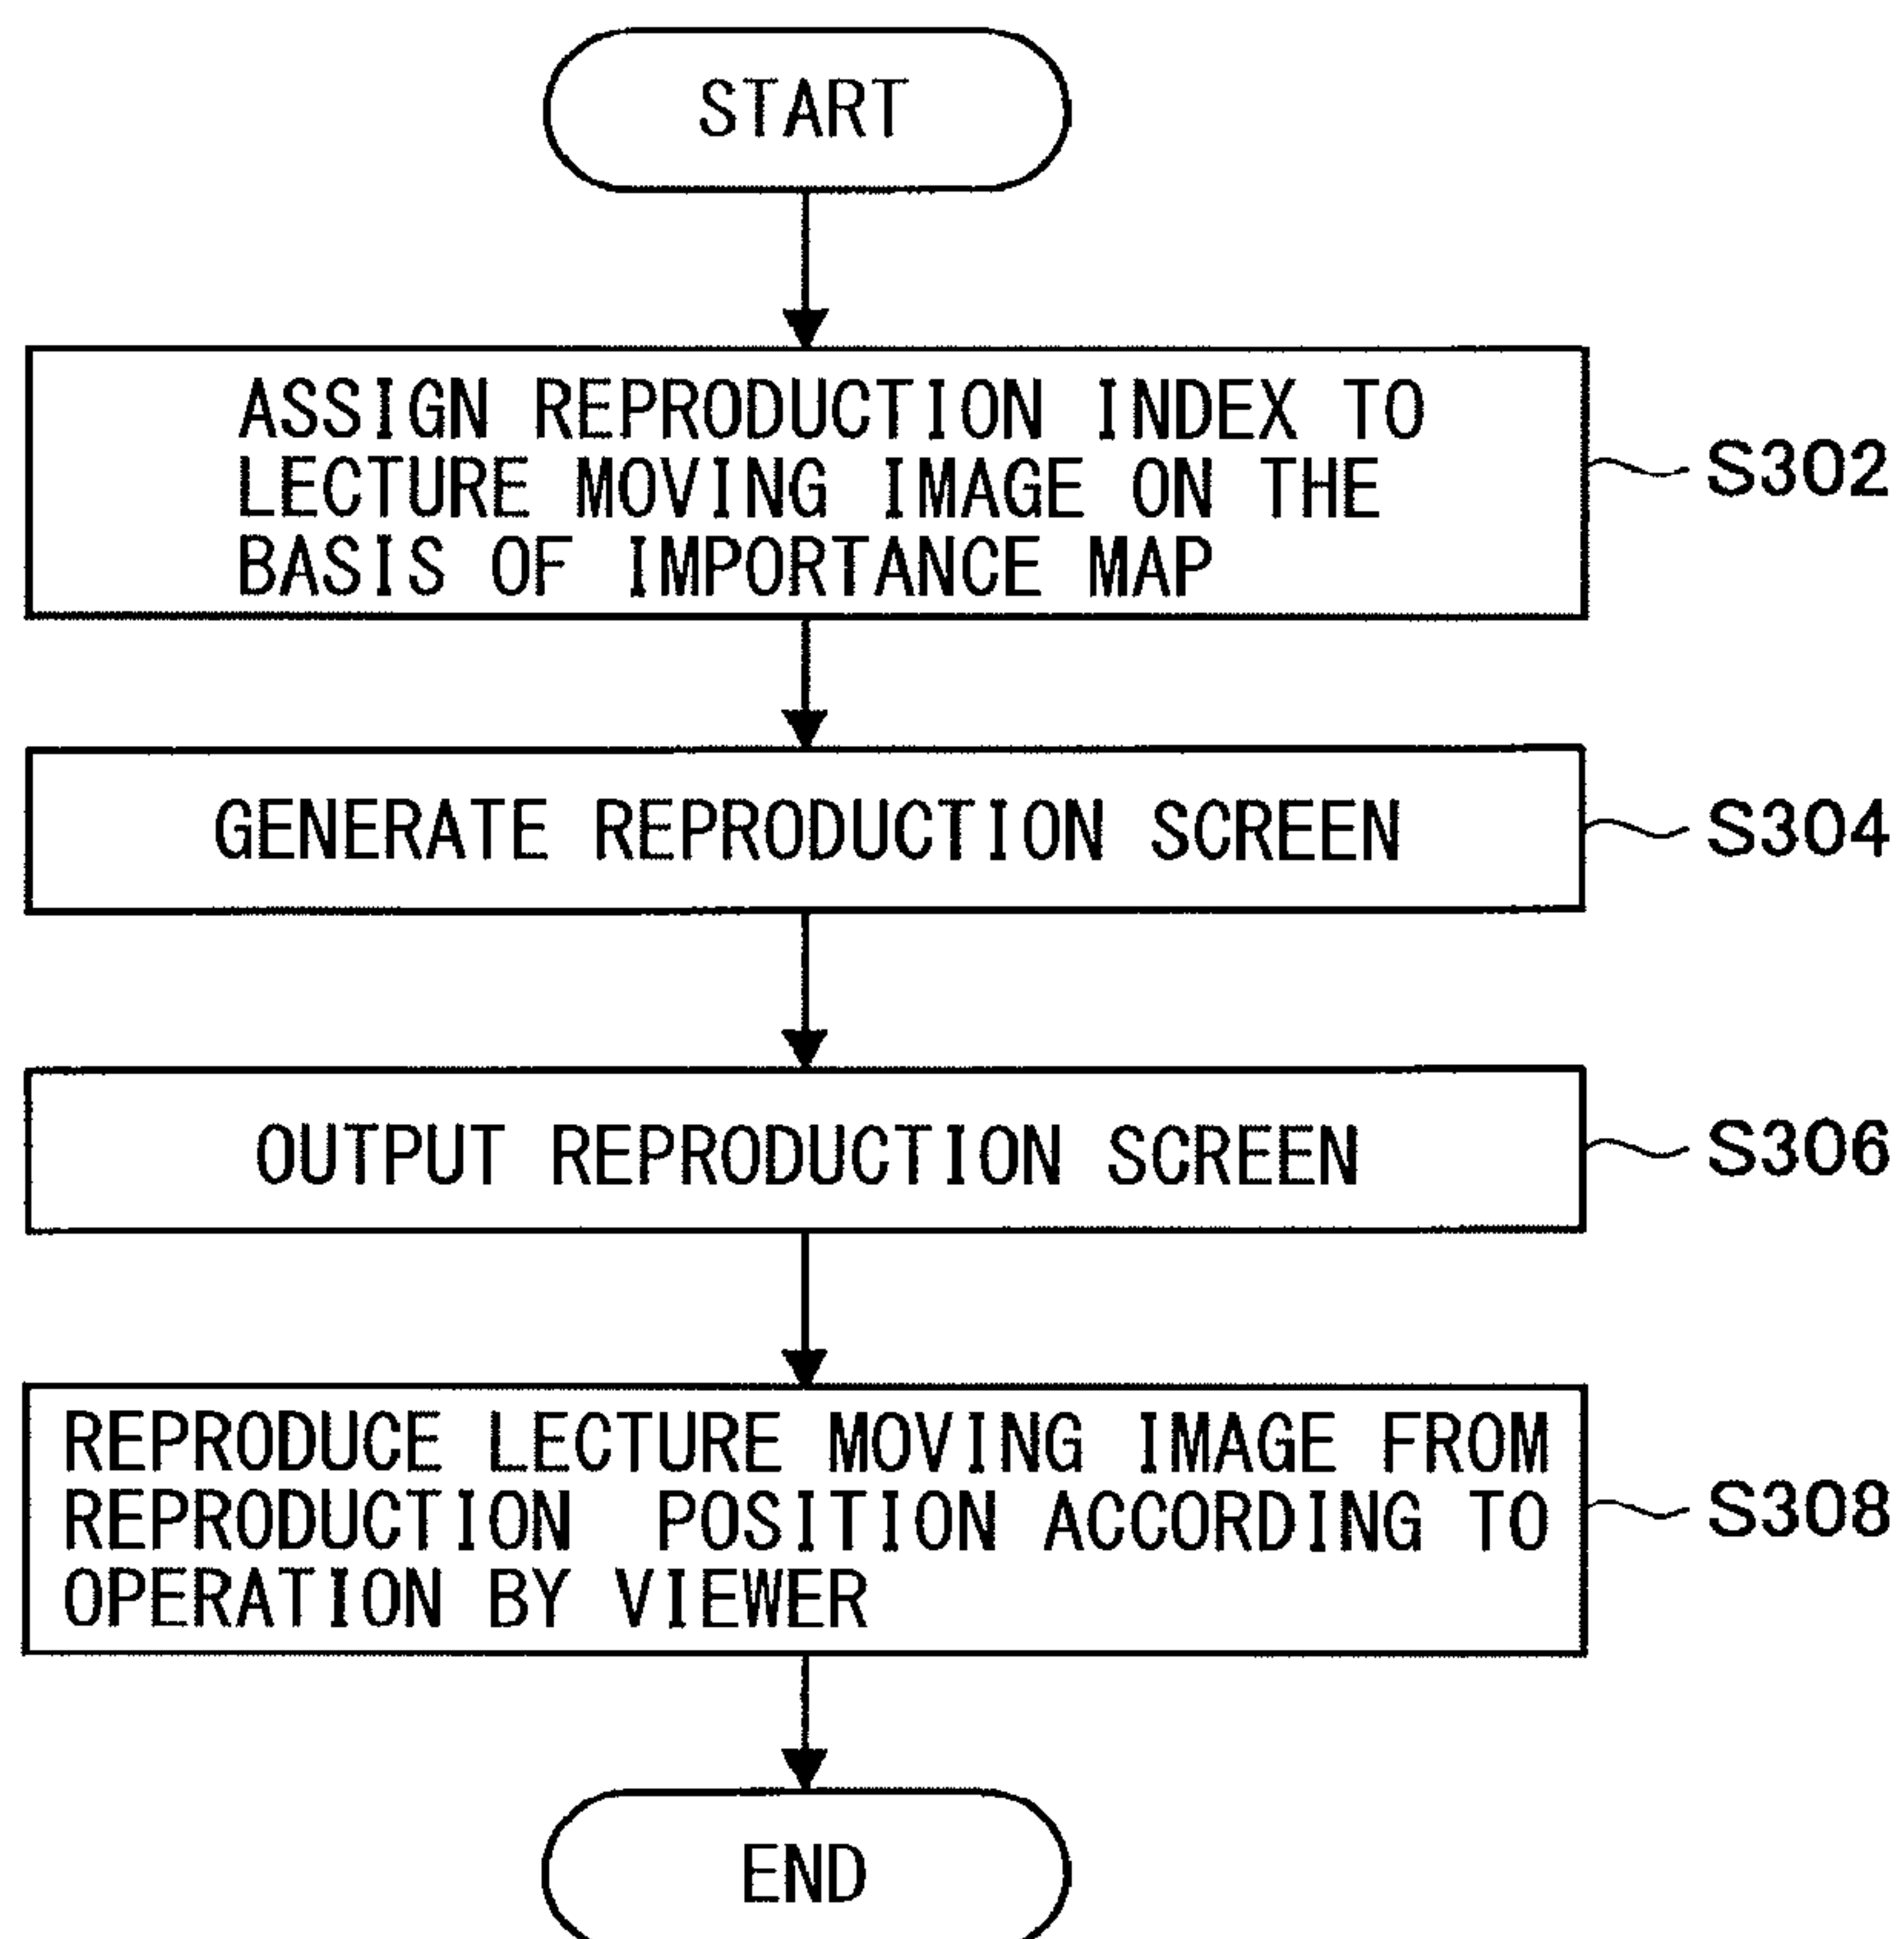 START
ASSIGN REPRODUCTION INDEX TO
LECTURE MOVING IMAGE ON THE
BASIS OF IMPORTANCE MAP
S302
GENERATE REPRODUCTION SCREEN
S304
OUTPUT REPRODUCTION SCREEN
S306
REPRODUCE LECTURE MOVING IMAGE FROM
REPRODUCTION POSITION ACCORDING TO
OPERATION BY VIEWER
S308
END